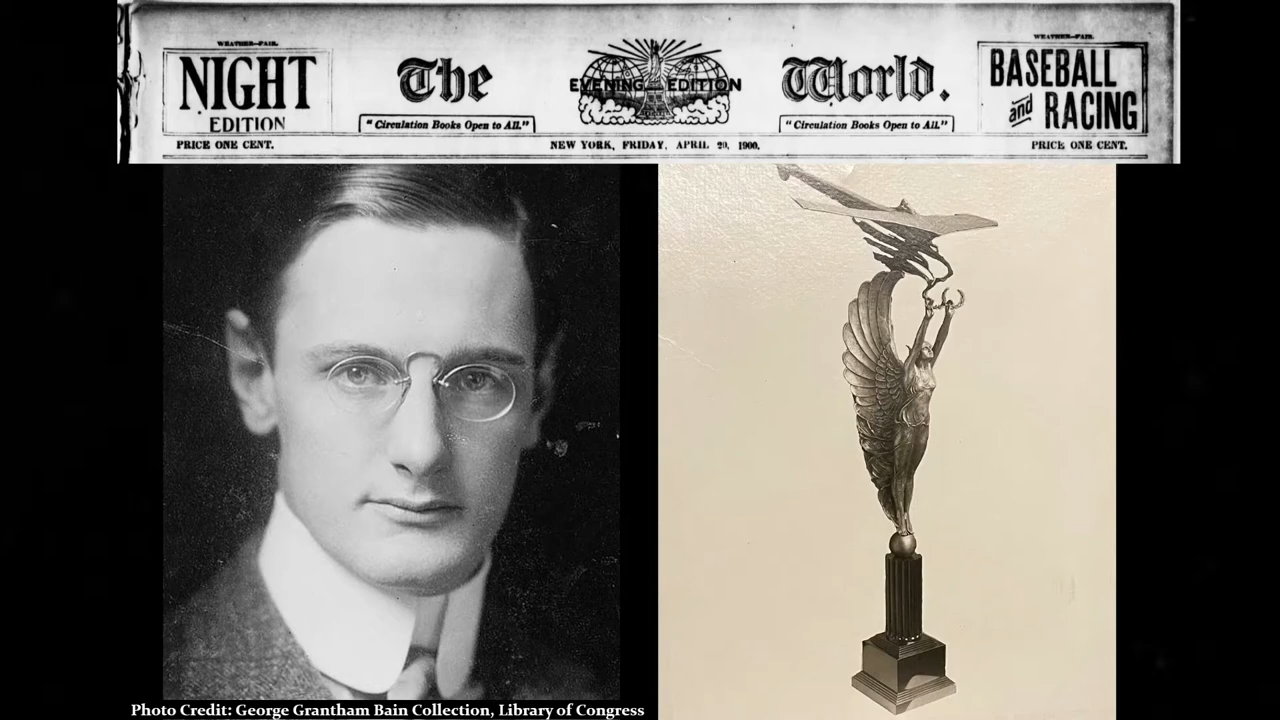 WEATHER—FAIR.
NIGHT
EDITION
The
EVENING EDITION
World.
WEATHER—FAIR.
BASEBALL
and RACING
"Circulation Books Open to All."
"Circulation Books Open to All."
PRICE ONE CENT.
NEW YORK, FRIDAY, APRIL 20, 1900.
PRICE ONE CENT.
Photo Credit: George Grantham Bain Collection, Library of Congress